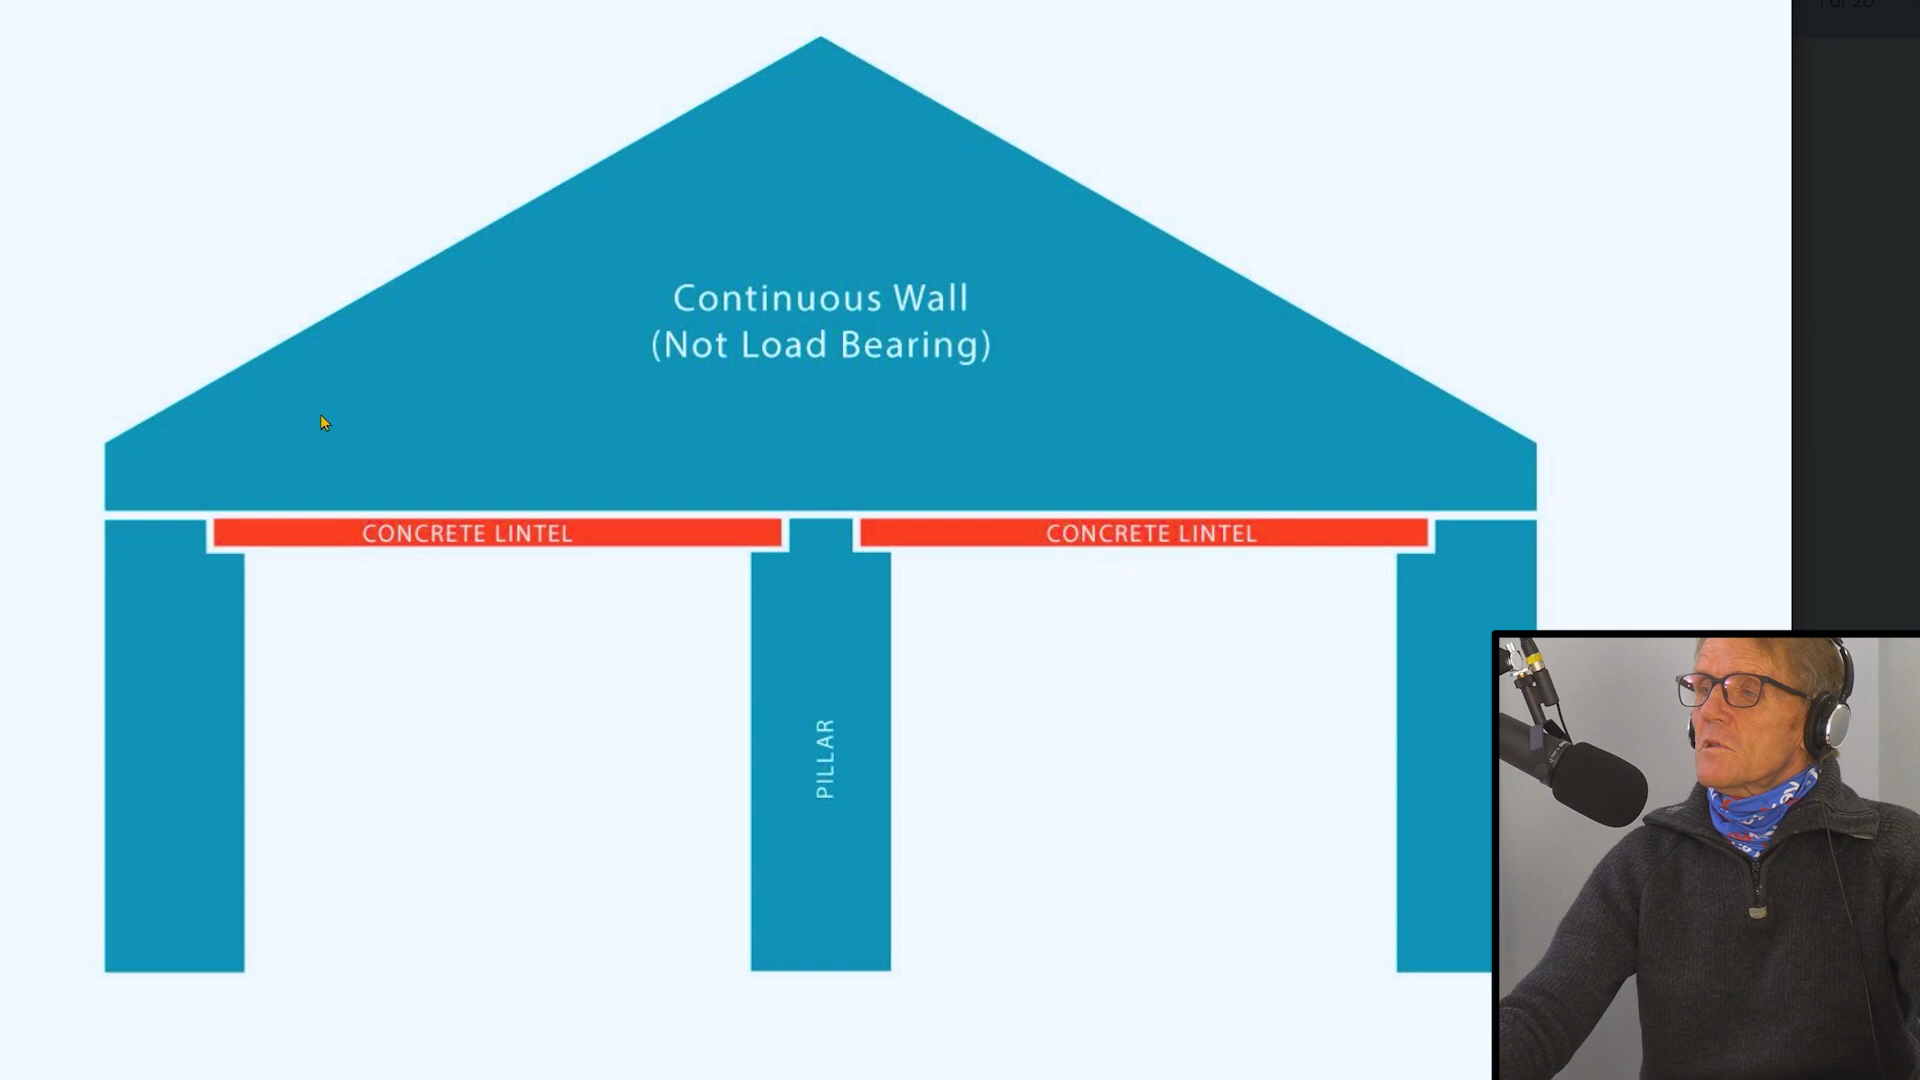 Continuous Wall
(Not Load Bearing)
CONCRETE LINTEL
CONCRETE LINTEL
PILLAR